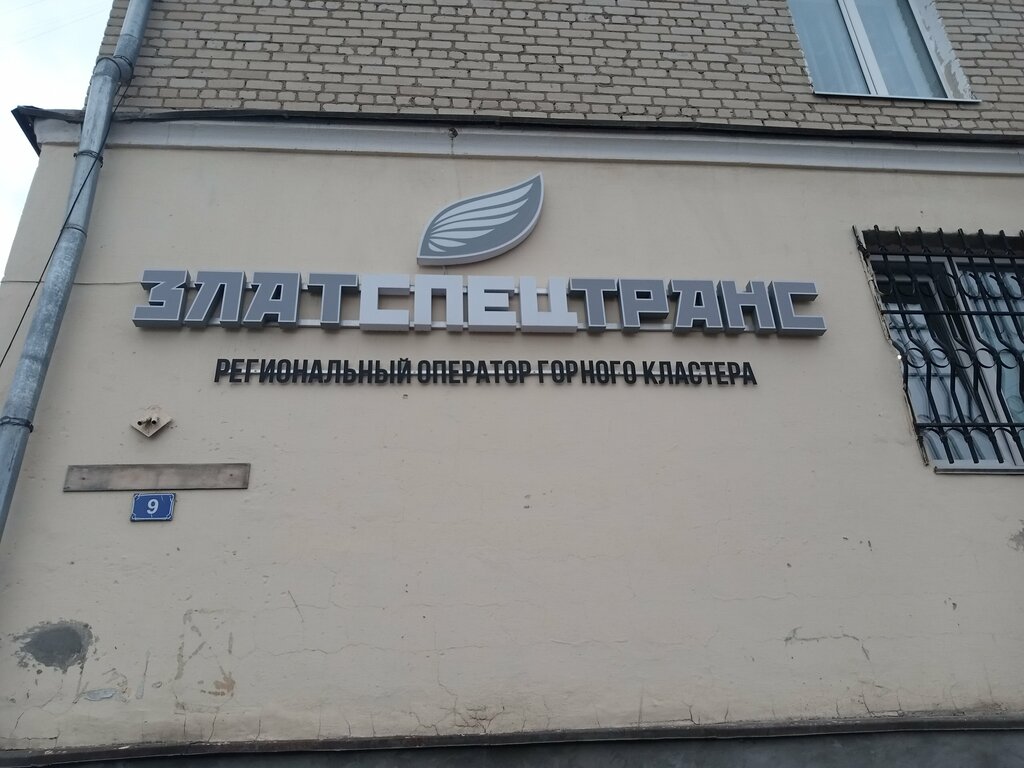 ЗЛАТСПЕЦТРАНС
РЕГИОНАЛЬНЫЙ ОПЕРАТОР ГОРНОГО КЛАСТЕРА
9